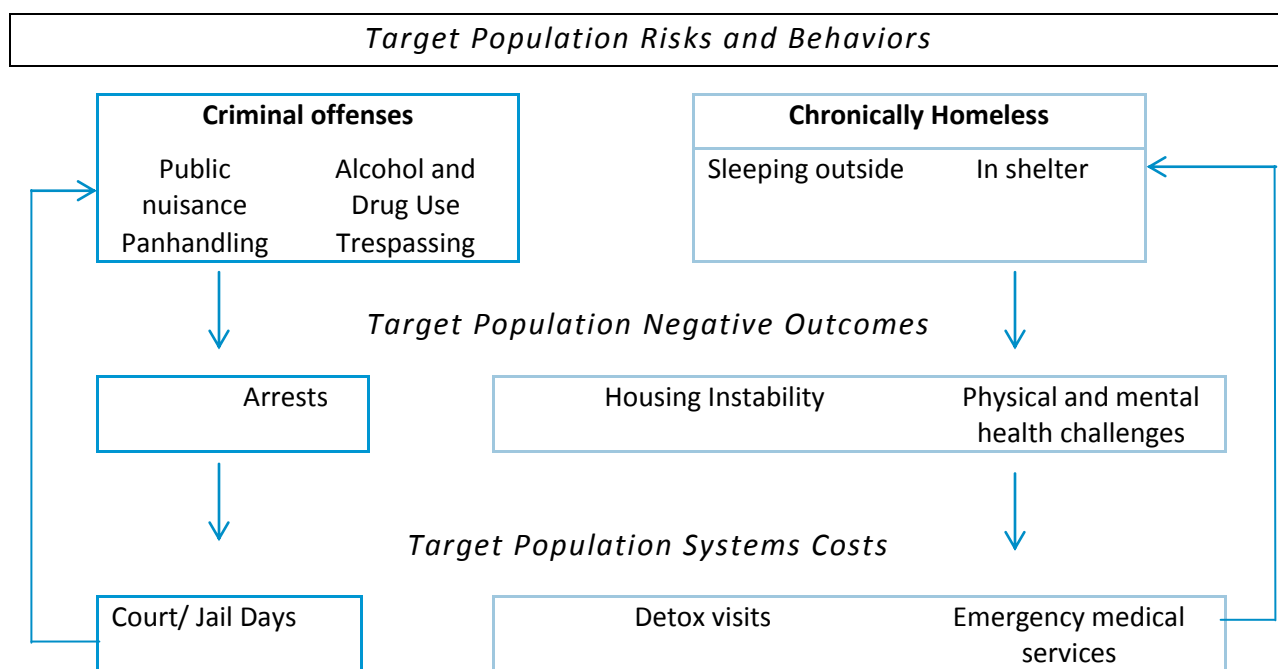 Target Population Risks and Behaviors
Criminal offenses
Public
nuisance
Panhandling
Alcohol and
Drug Use
Trespassing
Chronically Homeless
Sleeping outside
In shelter
Target Population Negative Outcomes
Arrests
Housing Instability
Physical and mental
health challenges
Target Population Systems Costs
Court/ Jail Days
Detox visits
Emergency medical
services